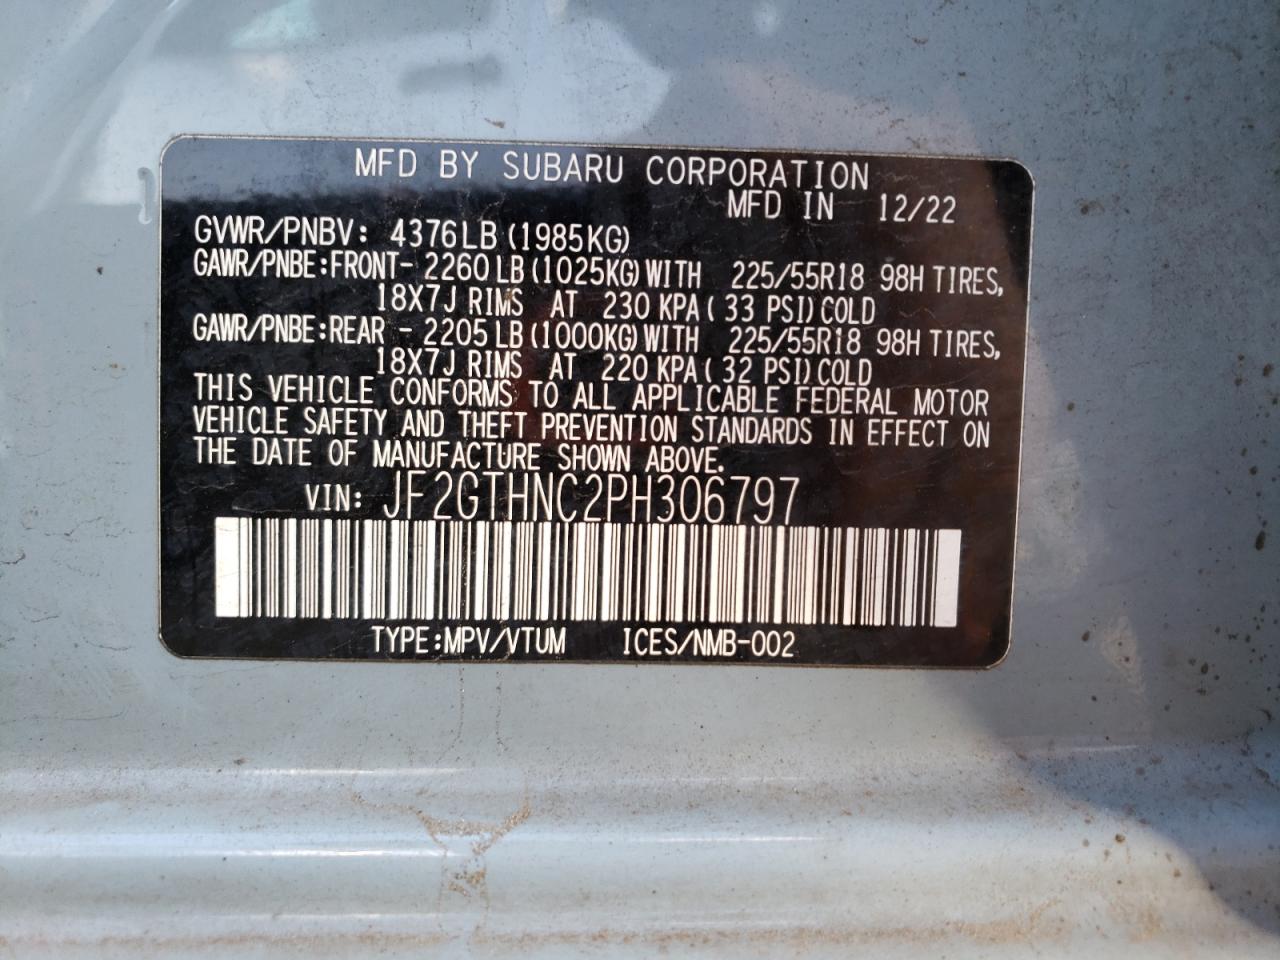 MFD BY SUBARU CORPORATION
MFD IN 12/22
GVWR/PNBV: 4376LB (1985KG)
GAWR/PNBE:FRONT- 2260LB (1025KG)WITH 225/55R18 98H TIRES,
18X7J RIMS AT 230 KPA( 33 PSI)COLD
GAWR/PNBE:REAR - 2205LB (1000KG)WITH 225/55R18 98H TIRES,
18X7J RIMS AT 220 KPA( 32 PSI)COLD
THIS VEHICLE CONFORMS TO ALL APPLICABLE FEDERAL MOTOR
VEHICLE SAFETY AND THEFT PREVENTION STANDARDS IN EFFECT ON
THE DATE OF MANUFACTURE SHOWN ABOVE.
VIN: JF2GTHNC2PH306797
TYPE:MPV/VTUM ICES/NMB-002